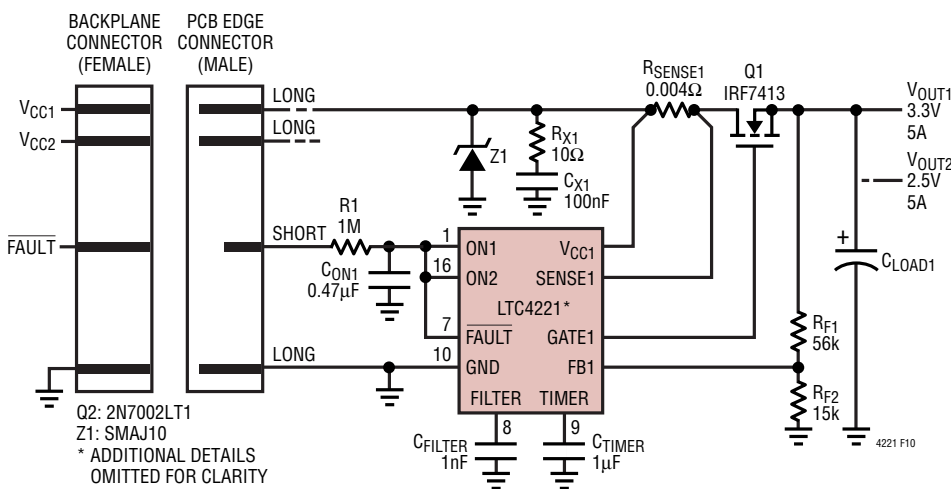 BACKPLANE
CONNECTOR
(FEMALE)
PCB EDGE
CONNECTOR
(MALE)
VCC1
VCC2
FAULT
LONG
LONG
SHORT
LONG
R1
1M
CON1
0.47µF
Z1
RX1
10Ω
CX1
100nF
RSENSE1
0.004Ω
Q1
IRF7413
VOUT1
3.3V
5A
VOUT2
2.5V
5A
+
CLOAD1
1
ON1
VCC1
16
ON2
SENSE1
LTC4221*
7
FAULT
GATE1
10
GND
FB1
FILTER
TIMER
8
9
CFILTER
1nF
CTIMER
1µF
RF1
56k
RF2
15k
Q2: 2N7002LT1
Z1: SMAJ10
* ADDITIONAL DETAILS
OMITTED FOR CLARITY
4221 F10